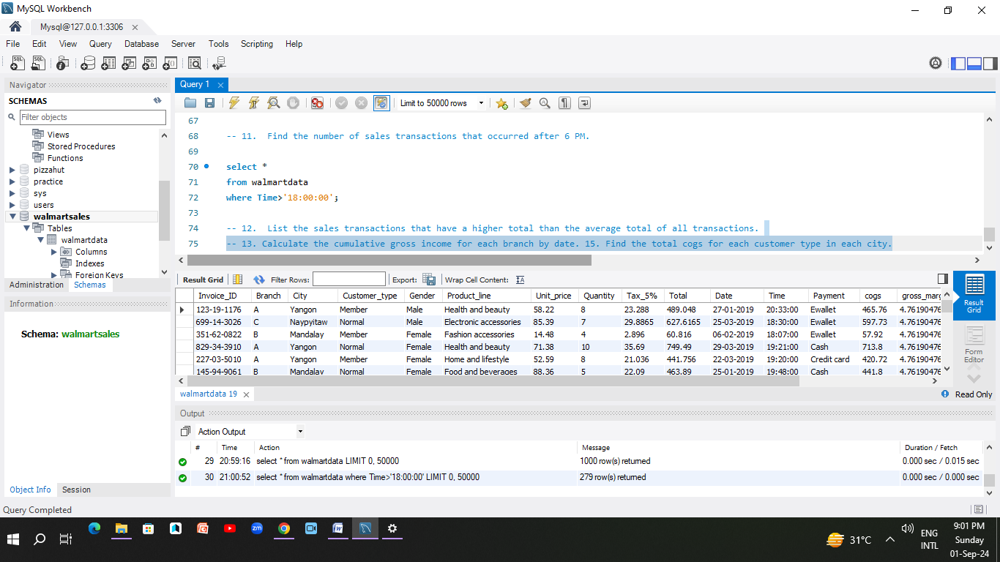 MySQL Workbench
Mysql@127.0.0.1:3306
File Edit View Query Database Server Tools Scripting Help
Navigator
SCHEMAS
Filter objects
Views
Stored Procedures
Functions
pizzahut
practice
sys
users
walmartsales
Tables
walmartdata
Columns
Indexes
Foreign Keys
Administration Schemas
Information
Schema: walmartsales
Object Info Session
Query 1
Limit to 50000 rows
67
68 -- 11. Find the number of sales transactions that occurred after 6 PM.
69
70 select *
71 from walmartdata
72 where Time>'18:00:00';
73
74 -- 12. List the sales transactions that have a higher total than the average total of all transactions.
75 -- 13. Calculate the cumulative gross income for each branch by date. 15. Find the total cogs for each customer type in each city.
Result Grid Filter Rows: Export: Wrap Cell Content:
Invoice_ID Branch City Customer_type Gender Product_line Unit_price Quantity Tax_5% Total Date Time Payment cogs gross_marg
123-19-1176 A Yangon Member Male Health and beauty 58.22 8 23.288 489.048 27-01-2019 20:33:00 Ewallet 465.76 4.76190476
699-14-3026 C Naypyitaw Normal Male Electronic accessories 85.39 7 29.8865 627.6165 25-03-2019 18:30:00 Ewallet 597.73 4.76190476
351-62-0822 B Mandalay Member Female Fashion accessories 14.48 4 2.896 60.816 06-02-2019 18:07:00 Ewallet 57.92 4.76190476
829-34-3910 A Yangon Normal Female Health and beauty 71.38 10 35.69 749.49 29-03-2019 19:21:00 Cash 713.8 4.76190476
227-03-5010 A Yangon Member Female Home and lifestyle 52.59 8 21.036 441.756 22-03-2019 19:20:00 Credit card 420.72 4.76190476
145-94-9061 B Mandalay Normal Female Food and beverages 88.36 5 22.09 463.89 25-01-2019 19:48:00 Cash 441.8 4.76190476
Result
Grid
Form
Editor
walmartdata 19
Read Only
Output
Action Output
# Time Action Message Duration / Fetch
29 20:59:16 select * from walmartdata LIMIT 0, 50000 1000 row(s) returned 0.000 sec / 0.015 sec
30 21:00:52 select * from walmartdata where Time>'18:00:00' LIMIT 0, 50000 279 row(s) returned 0.000 sec / 0.000 sec
Query Completed
31°C
ENG
INTL
9:01 PM
Sunday
01-Sep-24